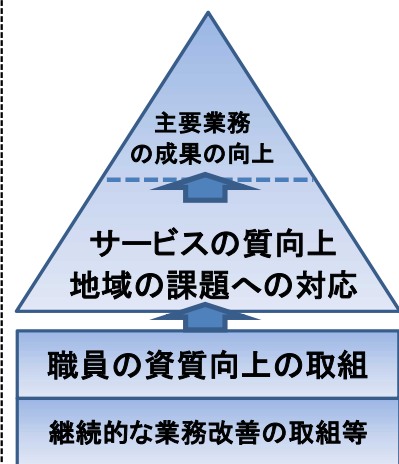 主要業務
の成果の向上
サービスの質向上
地域の課題への対応
職員の資質向上の取組
継続的な業務改善の取組等